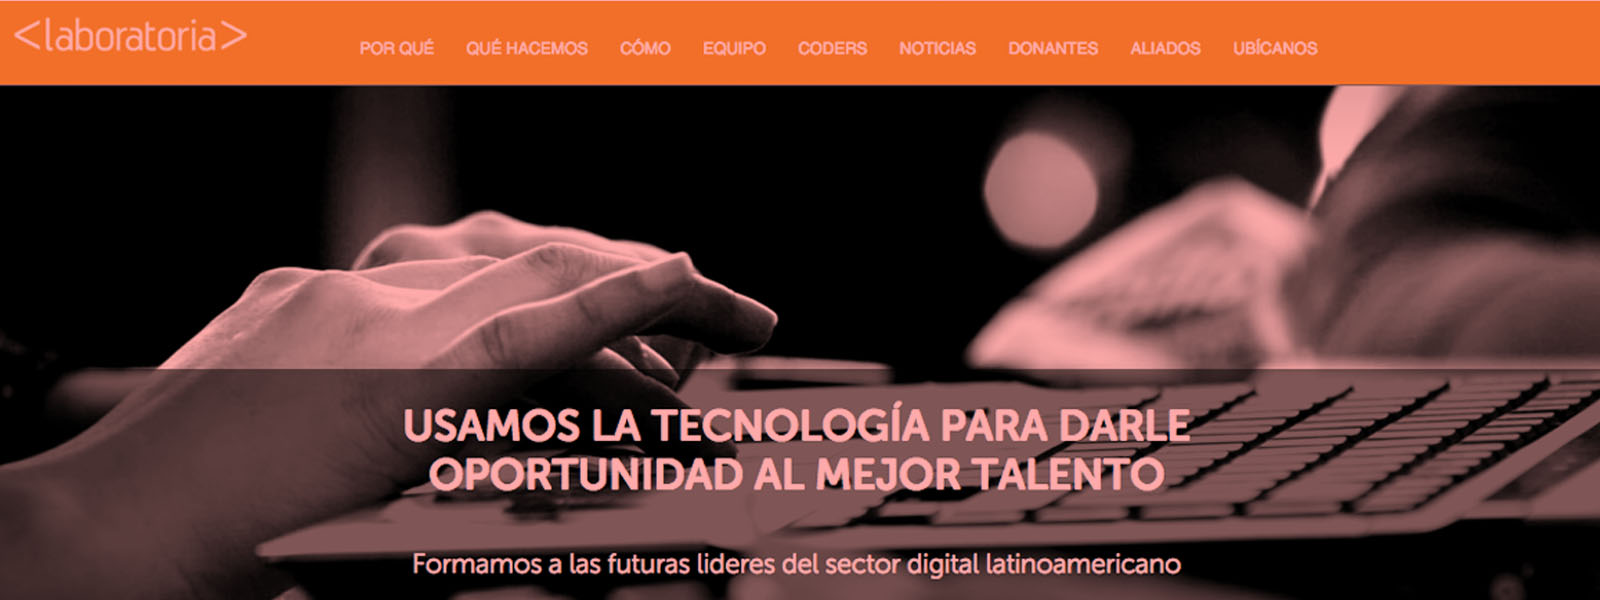 <laboratoria>
POR QUÉ QUÉ HACEMOS CÓMO EQUIPO CODERS NOTICIAS DONANTES ALIADOS UBÍCANOS
USAMOS LA TECNOLOGÍA PARA DARLE
OPORTUNIDAD AL MEJOR TALENTO
Formamos a las futuras lideres del sector digital latinoamericano